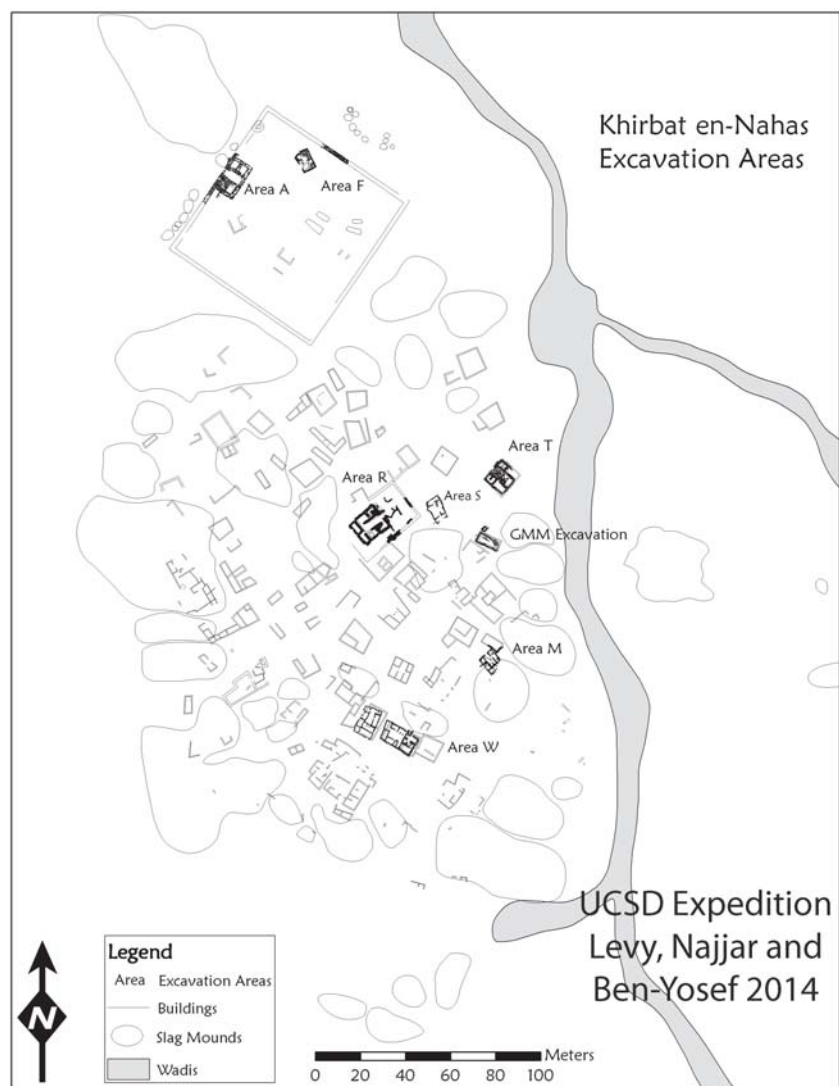 Khirbat en-Nahas
Excavation Areas
Area F
Area A
Area T
Area R
Area S
GMM Excavation
Area M
Area W
UCSD Expedition
Levy, Najjar and
Ben-Yosef 2014
Legend
Area Excavation Areas
Buildings
Slag Mounds
Wadis
N
Meters
0 20 40 60 80 100